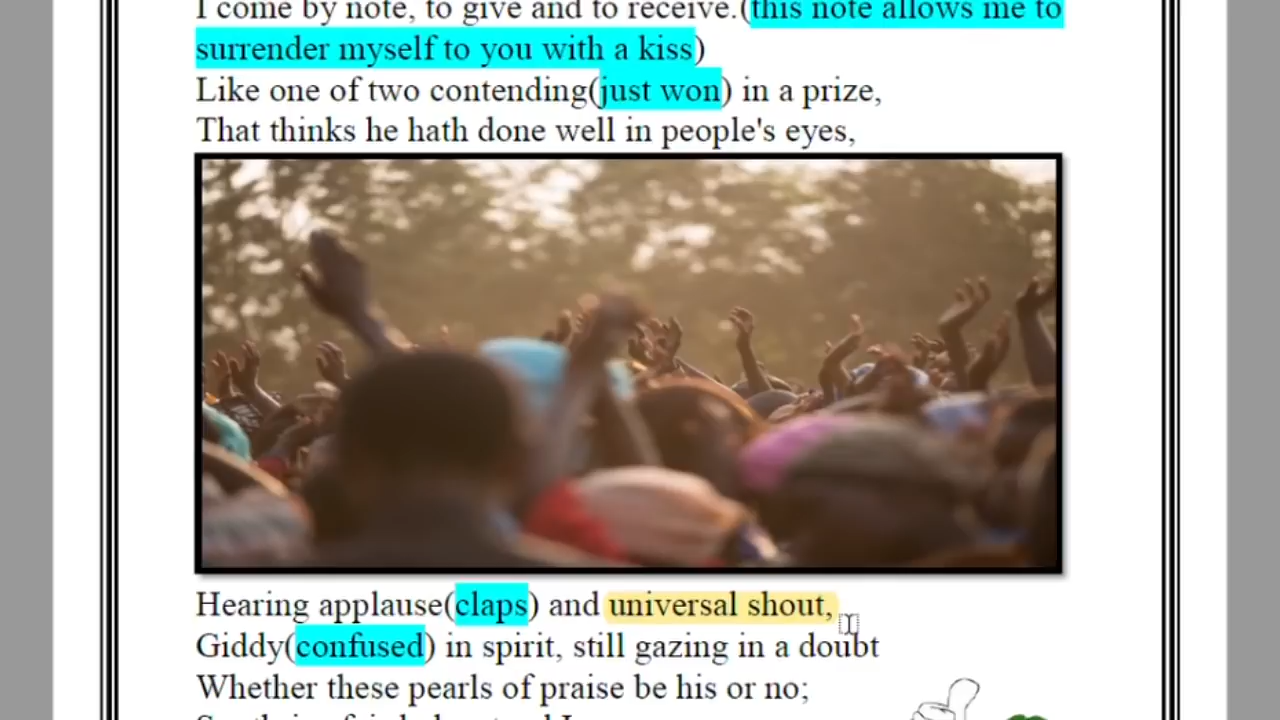 I come by note, to give and to receive.(this note allows me to
surrender myself to you with a kiss)
Like one of two contending(just won) in a prize,
That thinks he hath done well in people's eyes,
Hearing applause(claps) and universal shout,
Giddy(confused) in spirit, still gazing in a doubt
Whether these pearls of praise be his or no;